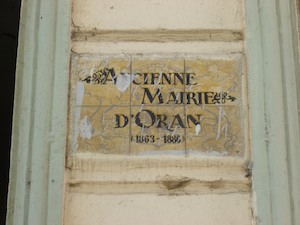 ANCIENNE
MAIRIE
D'ORAN
(1863-1886)